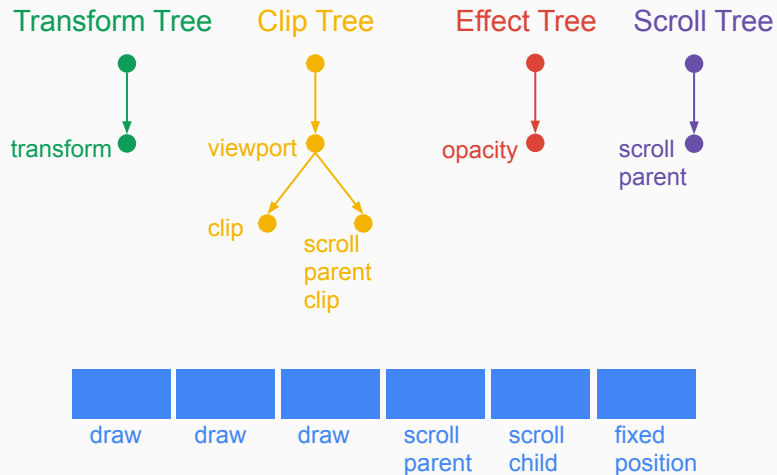 Transform Tree
Clip Tree
Effect Tree
Scroll Tree
transform
viewport
opacity
scroll
parent
clip
scroll
parent
clip
draw
draw
draw
scroll
parent
scroll
child
fixed
position